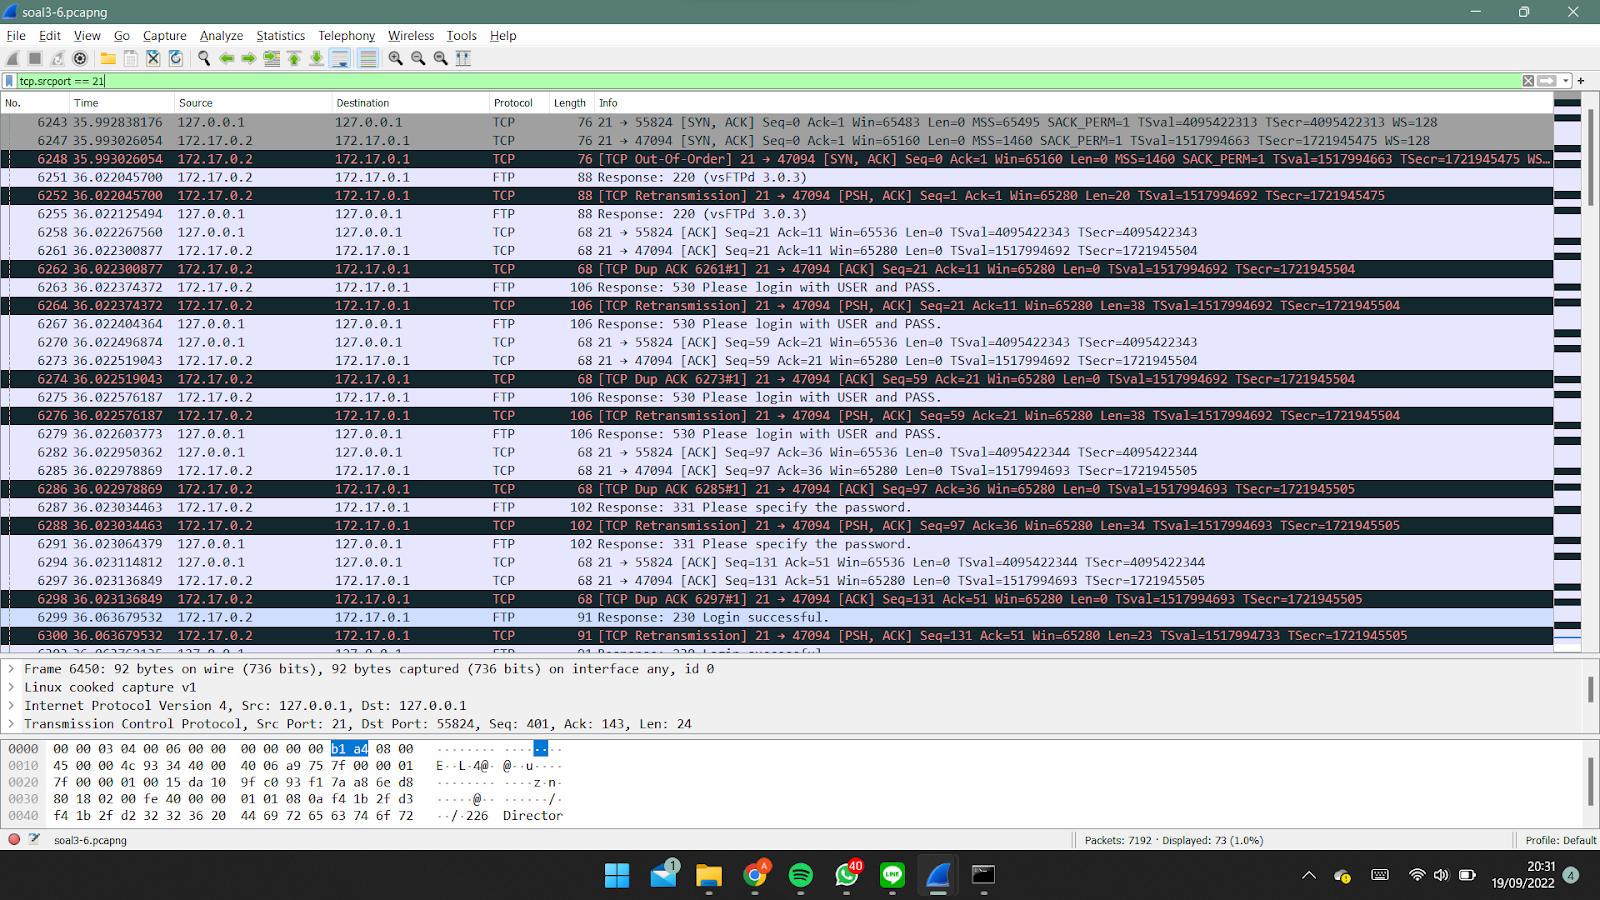 soal3-6.pcapng
File Edit View Go Capture Analyze Statistics Telephony Wireless Tools Help
tcp.srcport == 21
No. Time Source Destination Protocol Length Info
6243 35.992838176 127.0.0.1 127.0.0.1 TCP 76 21 → 55824 [SYN, ACK] Seq=0 Ack=1 Win=65483 Len=0 MSS=65495 SACK_PERM=1 TSval=4095422313 TSecr=4095422313 WS=128
6247 35.993026054 172.17.0.2 172.17.0.1 TCP 76 21 → 47094 [SYN, ACK] Seq=0 Ack=1 Win=65160 Len=0 MSS=1460 SACK_PERM=1 TSval=1517994663 TSecr=1721945475 WS=128
6248 35.993026054 172.17.0.2 172.17.0.1 TCP 76 [TCP Out-Of-Order] 21 → 47094 [SYN, ACK] Seq=0 Ack=1 Win=65160 Len=0 MSS=1460 SACK_PERM=1 TSval=1517994663 TSecr=1721945475 WS…
6251 36.022045700 172.17.0.2 172.17.0.1 FTP 88 Response: 220 (vsFTPd 3.0.3)
6252 36.022045700 172.17.0.2 172.17.0.1 TCP 88 [TCP Retransmission] 21 → 47094 [PSH, ACK] Seq=1 Ack=1 Win=65280 Len=20 TSval=1517994692 TSecr=1721945475
6255 36.022125494 127.0.0.1 127.0.0.1 FTP 88 Response: 220 (vsFTPd 3.0.3)
6258 36.022267560 127.0.0.1 127.0.0.1 TCP 68 21 → 55824 [ACK] Seq=21 Ack=11 Win=65536 Len=0 TSval=4095422343 TSecr=4095422343
6261 36.022300877 172.17.0.2 172.17.0.1 TCP 68 21 → 47094 [ACK] Seq=21 Ack=11 Win=65280 Len=0 TSval=1517994692 TSecr=1721945504
6262 36.022300877 172.17.0.2 172.17.0.1 TCP 68 [TCP Dup ACK 6261#1] 21 → 47094 [ACK] Seq=21 Ack=11 Win=65280 Len=0 TSval=1517994692 TSecr=1721945504
6263 36.022374372 172.17.0.2 172.17.0.1 FTP 106 Response: 530 Please login with USER and PASS.
6264 36.022374372 172.17.0.2 172.17.0.1 TCP 106 [TCP Retransmission] 21 → 47094 [PSH, ACK] Seq=21 Ack=11 Win=65280 Len=38 TSval=1517994692 TSecr=1721945504
6267 36.022404364 127.0.0.1 127.0.0.1 FTP 106 Response: 530 Please login with USER and PASS.
6270 36.022496874 127.0.0.1 127.0.0.1 TCP 68 21 → 55824 [ACK] Seq=59 Ack=21 Win=65536 Len=0 TSval=4095422343 TSecr=4095422343
6273 36.022519043 172.17.0.2 172.17.0.1 TCP 68 21 → 47094 [ACK] Seq=59 Ack=21 Win=65280 Len=0 TSval=1517994692 TSecr=1721945504
6274 36.022519043 172.17.0.2 172.17.0.1 TCP 68 [TCP Dup ACK 6273#1] 21 → 47094 [ACK] Seq=59 Ack=21 Win=65280 Len=0 TSval=1517994692 TSecr=1721945504
6275 36.022576187 172.17.0.2 172.17.0.1 FTP 106 Response: 530 Please login with USER and PASS.
6276 36.022576187 172.17.0.2 172.17.0.1 TCP 106 [TCP Retransmission] 21 → 47094 [PSH, ACK] Seq=59 Ack=21 Win=65280 Len=38 TSval=1517994692 TSecr=1721945504
6279 36.022603773 127.0.0.1 127.0.0.1 FTP 106 Response: 530 Please login with USER and PASS.
6282 36.022950362 127.0.0.1 127.0.0.1 TCP 68 21 → 55824 [ACK] Seq=97 Ack=36 Win=65536 Len=0 TSval=4095422344 TSecr=4095422344
6285 36.022978869 172.17.0.2 172.17.0.1 TCP 68 21 → 47094 [ACK] Seq=97 Ack=36 Win=65280 Len=0 TSval=1517994693 TSecr=1721945505
6286 36.022978869 172.17.0.2 172.17.0.1 TCP 68 [TCP Dup ACK 6285#1] 21 → 47094 [ACK] Seq=97 Ack=36 Win=65280 Len=0 TSval=1517994693 TSecr=1721945505
6287 36.023034463 172.17.0.2 172.17.0.1 FTP 102 Response: 331 Please specify the password.
6288 36.023034463 172.17.0.2 172.17.0.1 TCP 102 [TCP Retransmission] 21 → 47094 [PSH, ACK] Seq=97 Ack=36 Win=65280 Len=34 TSval=1517994693 TSecr=1721945505
6291 36.023064379 127.0.0.1 127.0.0.1 FTP 102 Response: 331 Please specify the password.
6294 36.023114812 127.0.0.1 127.0.0.1 TCP 68 21 → 55824 [ACK] Seq=131 Ack=51 Win=65536 Len=0 TSval=4095422344 TSecr=4095422344
6297 36.023136849 172.17.0.2 172.17.0.1 TCP 68 21 → 47094 [ACK] Seq=131 Ack=51 Win=65280 Len=0 TSval=1517994693 TSecr=1721945505
6298 36.023136849 172.17.0.2 172.17.0.1 TCP 68 [TCP Dup ACK 6297#1] 21 → 47094 [ACK] Seq=131 Ack=51 Win=65280 Len=0 TSval=1517994693 TSecr=1721945505
6299 36.063679532 172.17.0.2 172.17.0.1 FTP 91 Response: 230 Login successful.
6300 36.063679532 172.17.0.2 172.17.0.1 TCP 91 [TCP Retransmission] 21 → 47094 [PSH, ACK] Seq=131 Ack=51 Win=65280 Len=23 TSval=1517994733 TSecr=1721945505
Frame 6450: 92 bytes on wire (736 bits), 92 bytes captured (736 bits) on interface any, id 0
Linux cooked capture v1
Internet Protocol Version 4, Src: 127.0.0.1, Dst: 127.0.0.1
Transmission Control Protocol, Src Port: 21, Dst Port: 55824, Seq: 401, Ack: 143, Len: 24
0000 00 00 03 04 00 06 00 00 00 00 00 00 b1 a4 08 00 ········ ········
0010 45 00 00 4c 93 34 40 00 40 06 a9 75 7f 00 00 01 E··L·4@· @··u····
0020 7f 00 00 01 00 15 da 10 9f c0 93 f1 7a a8 6e d8 ········ ····z·n·
0030 80 18 02 00 fe 40 00 00 01 01 08 0a f4 1b 2f d3 ·····@·· ······/·
0040 f4 1b 2f d2 32 32 36 20 44 69 72 65 63 74 6f 72 ··/·226 Director
soal3-6.pcapng Packets: 7192 · Displayed: 73 (1.0%) Profile: Default
1 A 40 LINE 20:31
19/09/2022 4